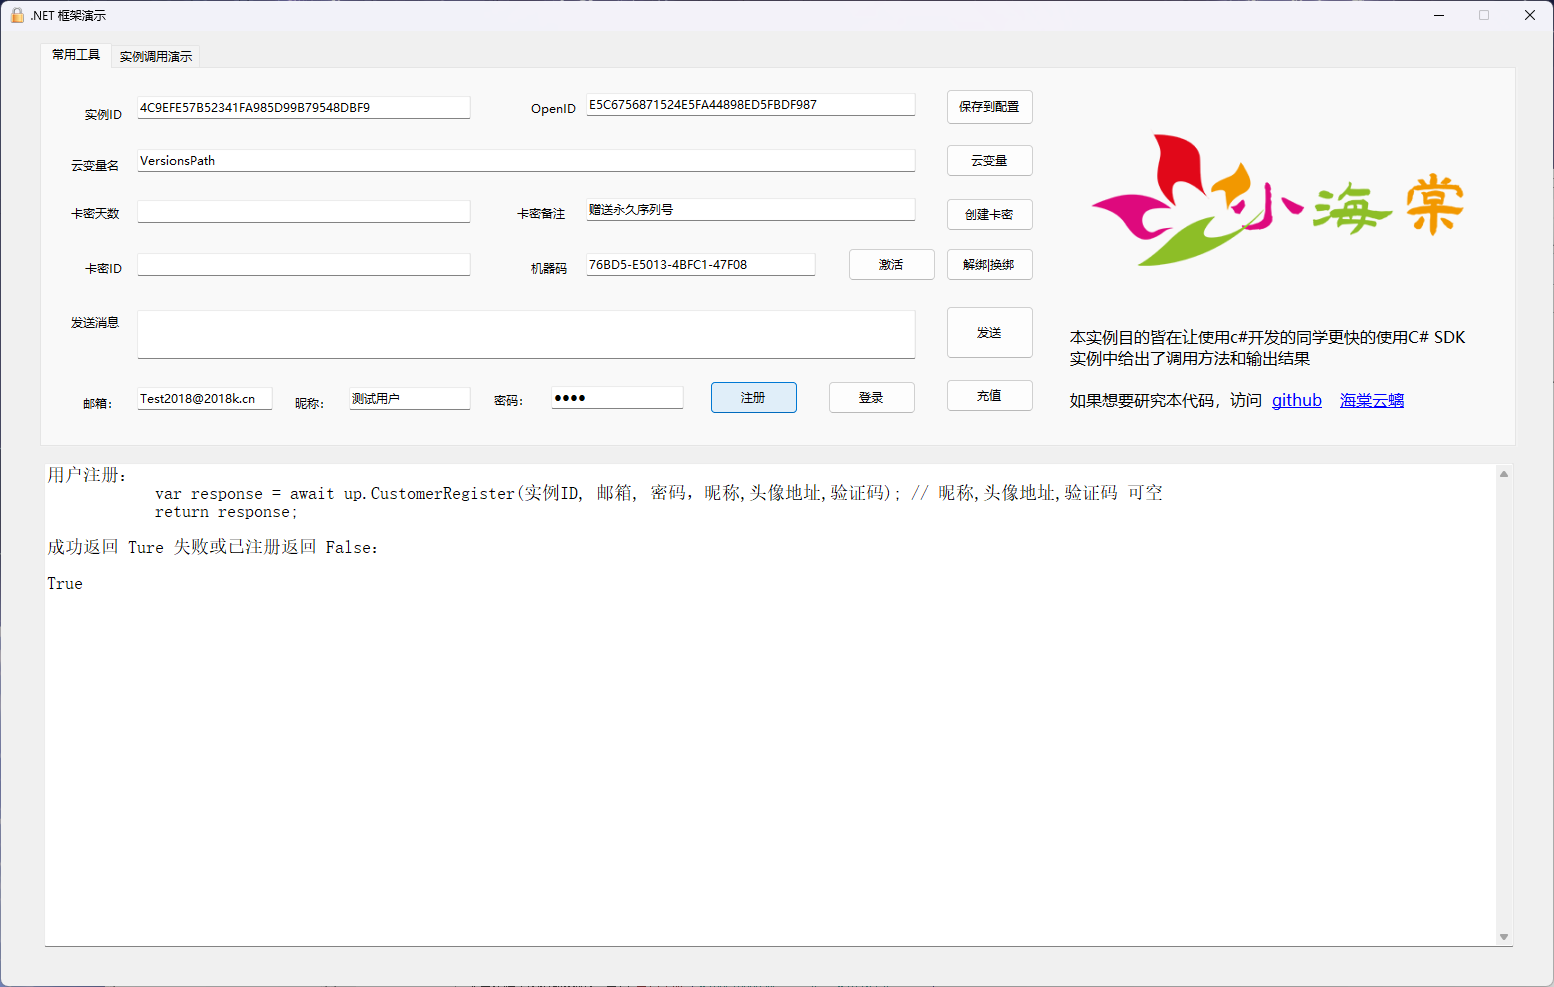 .NET 框架演示
常用工具 实例调用演示
实例ID 4C9EFE57B52341FA985D99B79548DBF9 OpenID E5C6756871524E5FA44898ED5FBDF987 保存到配置
云变量名 VersionsPath 云变量
卡密天数 卡密备注 赠送永久序列号 创建卡密
卡密ID 机器码 76BD5-E5013-4BFC1-47F08 激活 解绑|换绑
发送消息 发送
邮箱: Test2018@2018k.cn 昵称: 测试用户 密码: ●●●● 注册 登录 充值
小海棠
本实例目的皆在让使用c#开发的同学更快的使用C# SDK
实例中给出了调用方法和输出结果
如果想要研究本代码，访问 github 海棠云螭
用户注册:
var response = await up.CustomerRegister(实例ID, 邮箱, 密码, 昵称,头像地址,验证码); // 昵称,头像地址,验证码 可空
return response;
成功返回 Ture 失败或已注册返回 False:
True